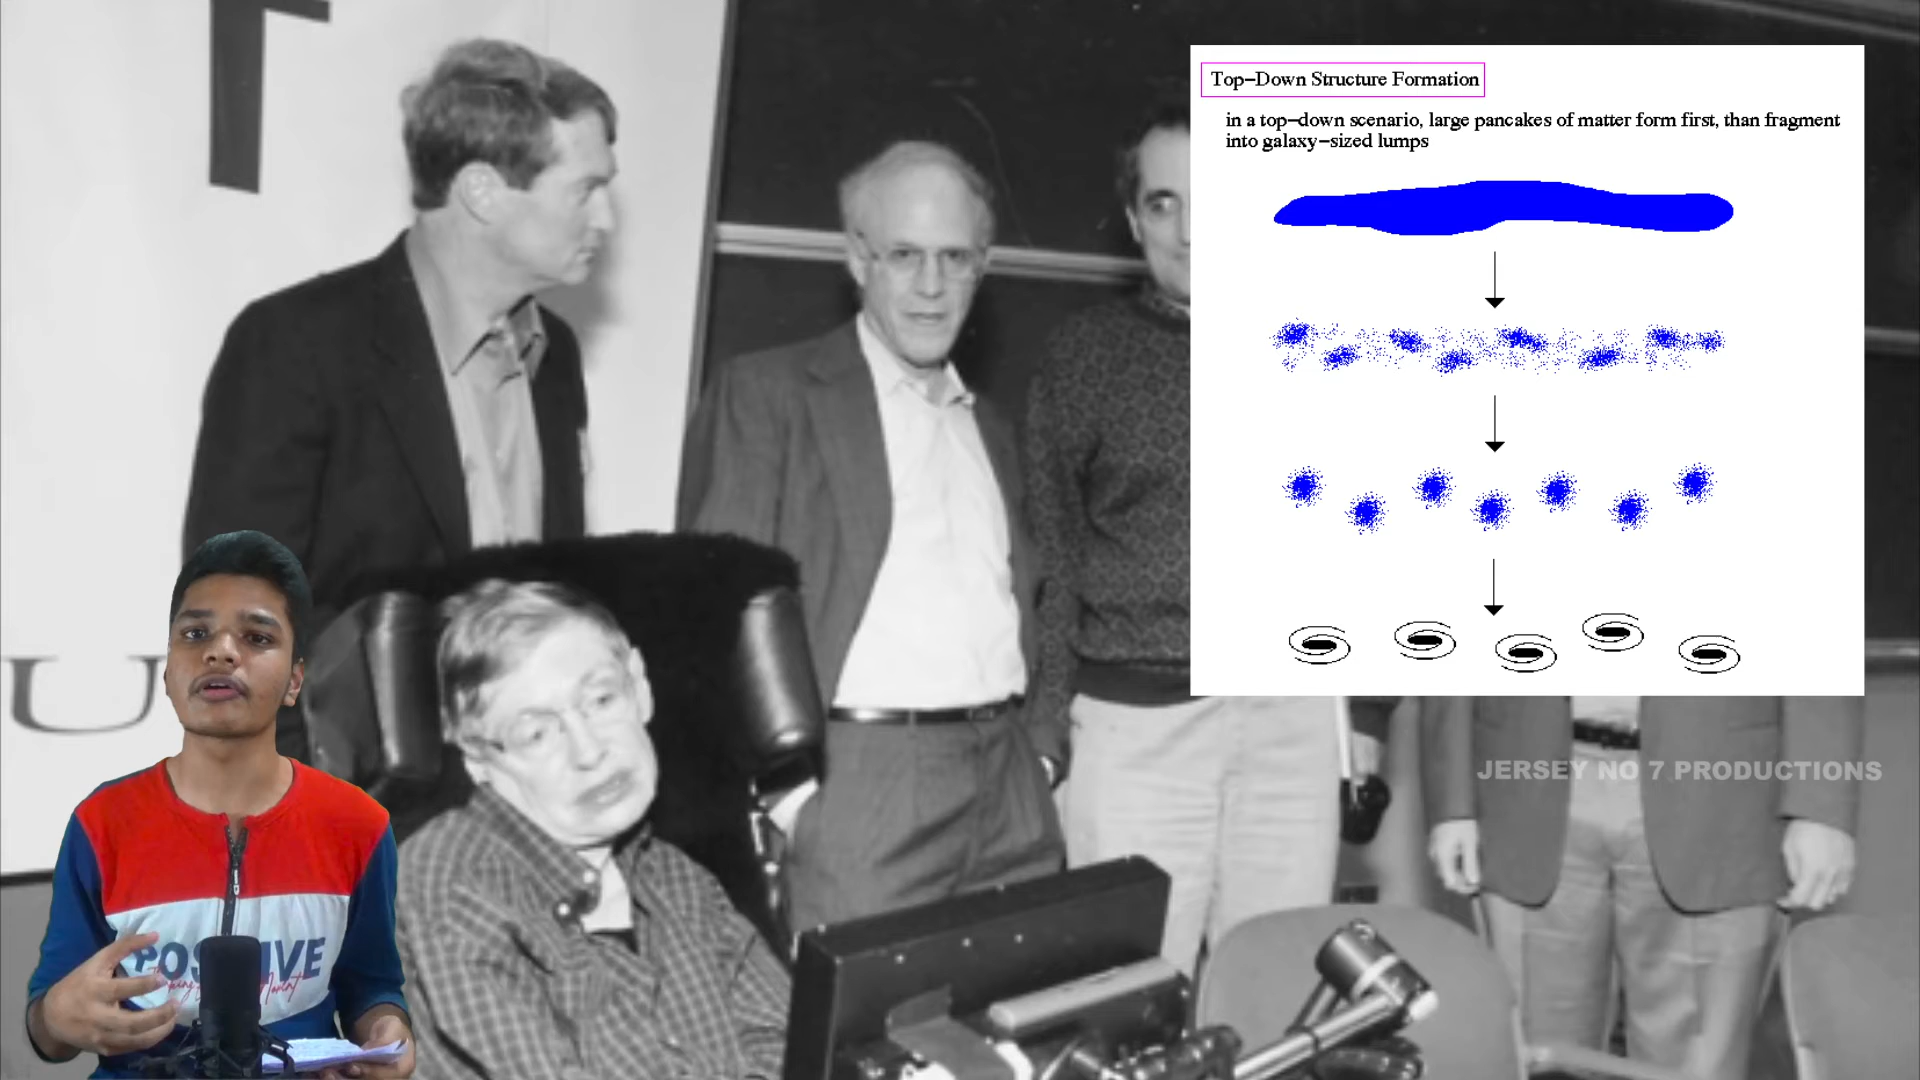 Top-Down Structure Formation
in a top-down scenario, large pancakes of matter form first, than fragment
into galaxy-sized lumps
U
JERSEY NO 7 PRODUCTIONS
POSITIVE